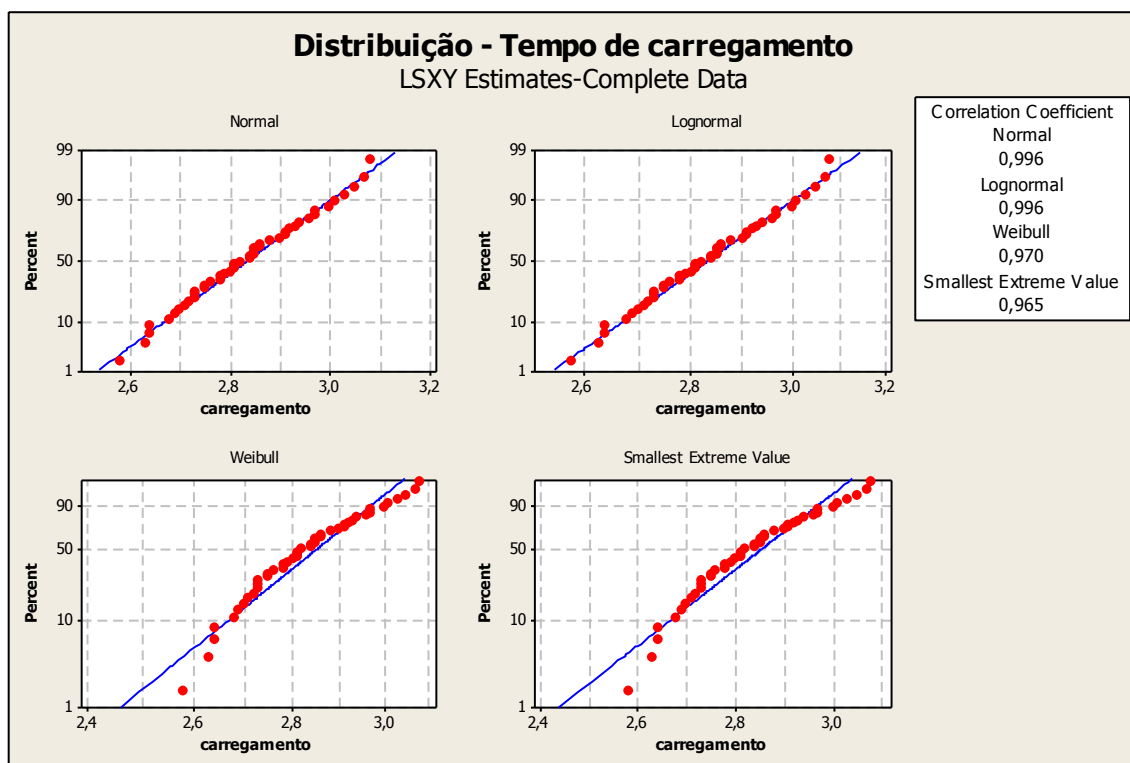 Distribuição - Tempo de carregamento
LSXY Estimates-Complete Data
Normal
99
90
50
10
1
Percent
2,6 2,8 3,0 3,2
carregamento
Lognormal
99
90
50
10
1
Percent
2,6 2,8 3,0 3,2
carregamento
Correlation Coefficient
Normal
0,996
Lognormal
0,996
Weibull
0,970
Smallest Extreme Value
0,965
Weibull
90
50
10
1
Percent
2,4 2,6 2,8 3,0
carregamento
Smallest Extreme Value
90
50
10
1
Percent
2,4 2,6 2,8 3,0
carregamento